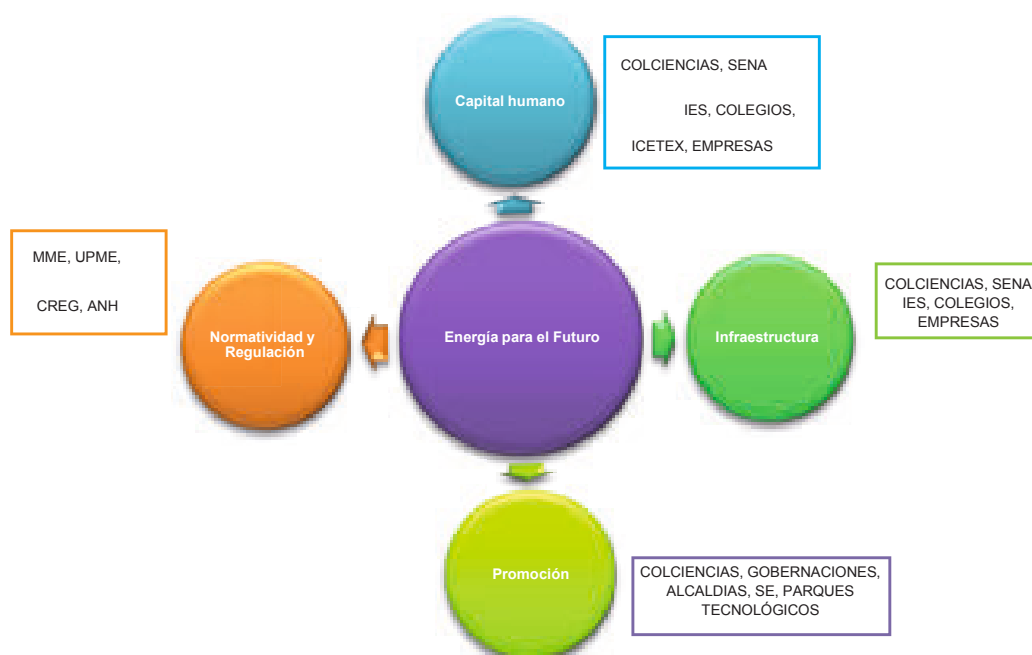 Capital humano
COLCIENCIAS, SENA
IES, COLEGIOS,
ICETEX, EMPRESAS
MME, UPME,
CREG, ANH
Normatividad y
Regulación
Energía para el Futuro
Infraestructura
COLCIENCIAS, SENA
IES, COLEGIOS,
EMPRESAS
Promoción
COLCIENCIAS, GOBERNACIONES,
ALCALDIAS, SE, PARQUES
TECNOLÓGICOS